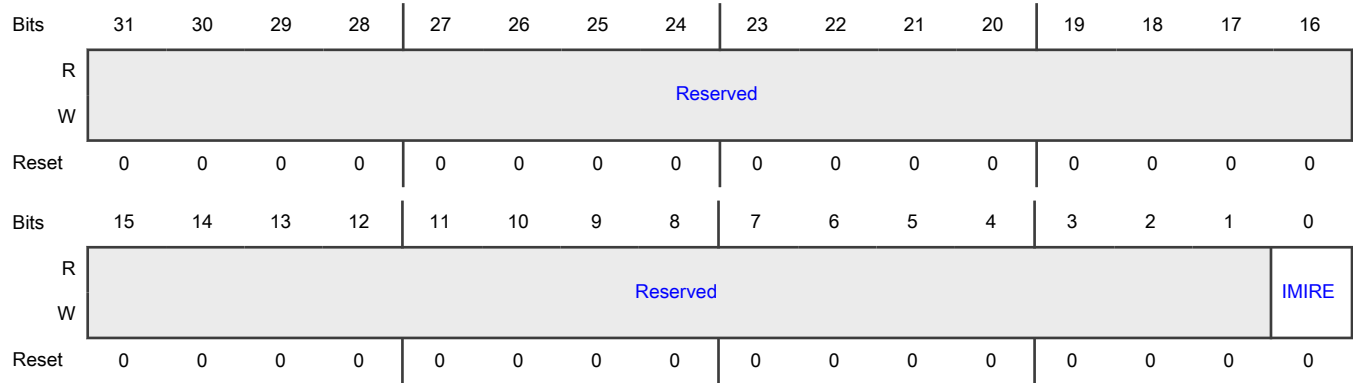 Bits 31 30 29 28 27 26 25 24 23 22 21 20 19 18 17 16
R
Reserved
W
Reset 0 0 0 0 0 0 0 0 0 0 0 0 0 0 0 0
Bits 15 14 13 12 11 10 9 8 7 6 5 4 3 2 1 0
R
Reserved IMIRE
W
Reset 0 0 0 0 0 0 0 0 0 0 0 0 0 0 0 0